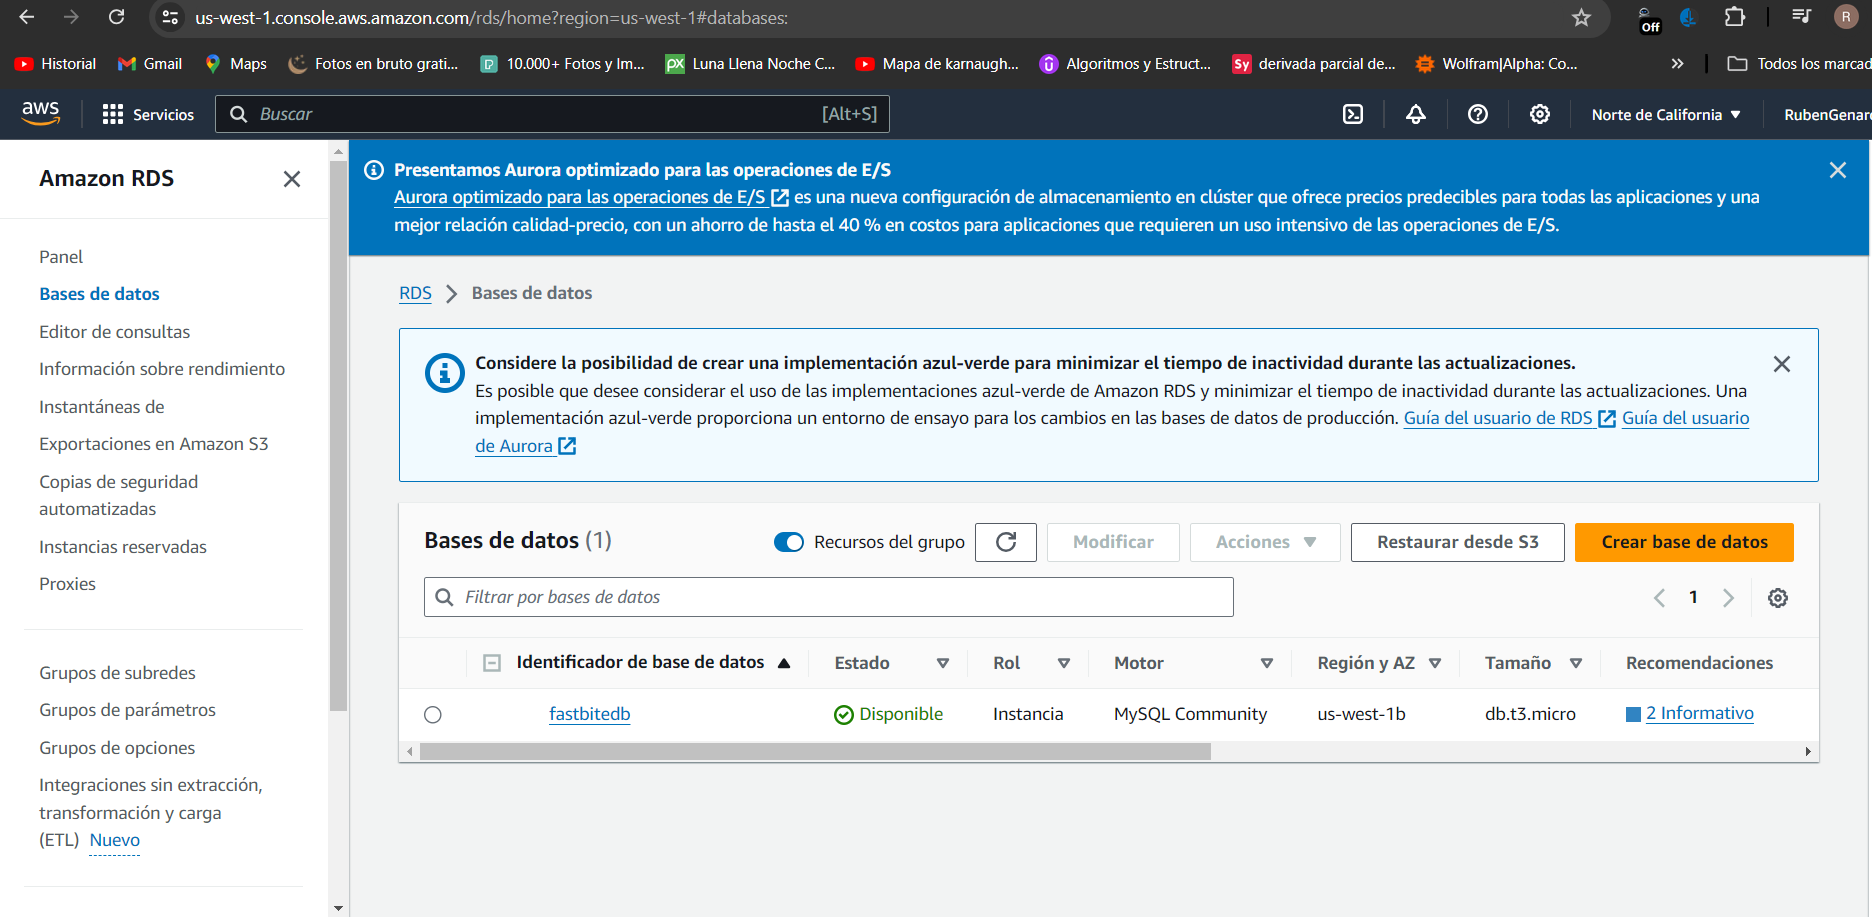 us-west-1.console.aws.amazon.com/rds/home?region=us-west-1#databases:
Off
R
Historial
Gmail
Maps
Fotos en bruto grati...
10.000+ Fotos y Im...
Luna Llena Noche C...
Mapa de karnaugh...
Algoritmos y Estruct...
Sy derivada parcial de...
Wolfram|Alpha: Co...
»
Todos los marcad
aws
Servicios
Buscar
[Alt+S]
Norte de California
RubenGenar
Amazon RDS
Panel
Bases de datos
Editor de consultas
Información sobre rendimiento
Instantáneas de
Exportaciones en Amazon S3
Copias de seguridad
automatizadas
Instancias reservadas
Proxies
Grupos de subredes
Grupos de parámetros
Grupos de opciones
Integraciones sin extracción,
transformación y carga
(ETL) Nuevo
Presentamos Aurora optimizado para las operaciones de E/S
Aurora optimizado para las operaciones de E/S es una nueva configuración de almacenamiento en clúster que ofrece precios predecibles para todas las aplicaciones y una
mejor relación calidad-precio, con un ahorro de hasta el 40 % en costos para aplicaciones que requieren un uso intensivo de las operaciones de E/S.
RDS
Bases de datos
Considere la posibilidad de crear una implementación azul-verde para minimizar el tiempo de inactividad durante las actualizaciones.
Es posible que desee considerar el uso de las implementaciones azul-verde de Amazon RDS y minimizar el tiempo de inactividad durante las actualizaciones. Una
implementación azul-verde proporciona un entorno de ensayo para los cambios en las bases de datos de producción. Guía del usuario de RDS Guía del usuario
de Aurora
Bases de datos (1)
Recursos del grupo
Modificar
Acciones
Restaurar desde S3
Crear base de datos
Filtrar por bases de datos
1
Identificador de base de datos
Estado
Rol
Motor
Región y AZ
Tamaño
Recomendaciones
fastbitedb
Disponible
Instancia
MySQL Community
us-west-1b
db.t3.micro
2 Informativo